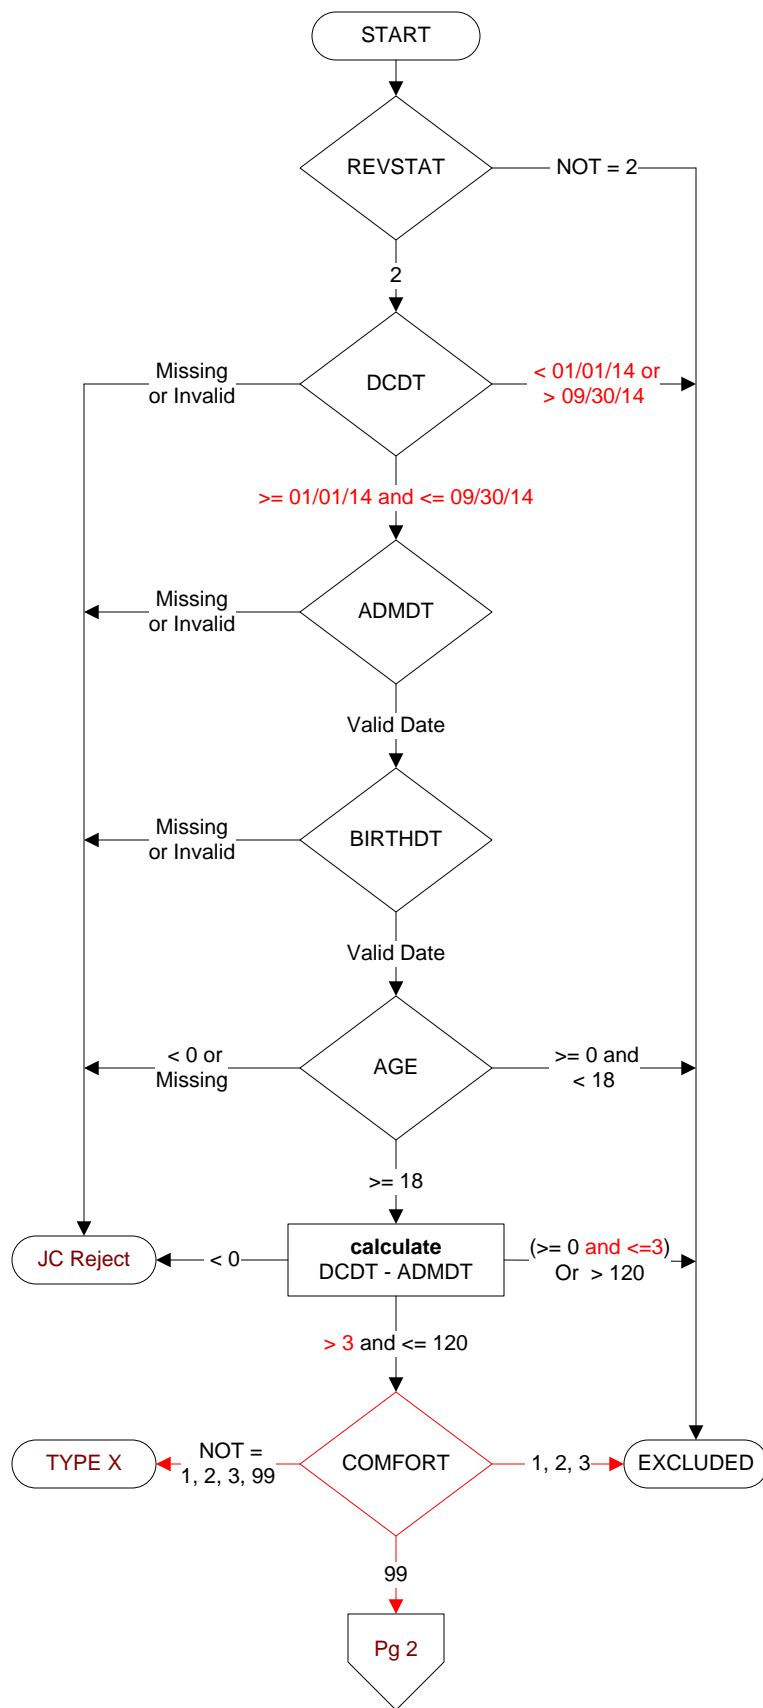 START
REVSTAT
NOT = 2
2
Missing
or Invalid
DCDT
< 01/01/14 or
> 09/30/14
>= 01/01/14 and <= 09/30/14
Missing
or Invalid
ADMDT
Valid Date
Missing
or Invalid
BIRTHDT
Valid Date
< 0 or
Missing
AGE
>= 0 and
< 18
>= 18
JC Reject
< 0
calculate
DCDT - ADMDT
(>= 0 and <=3)
Or > 120
> 3 and <= 120
TYPE X
NOT =
1, 2, 3, 99
COMFORT
1, 2, 3
EXCLUDED
99
Pg 2